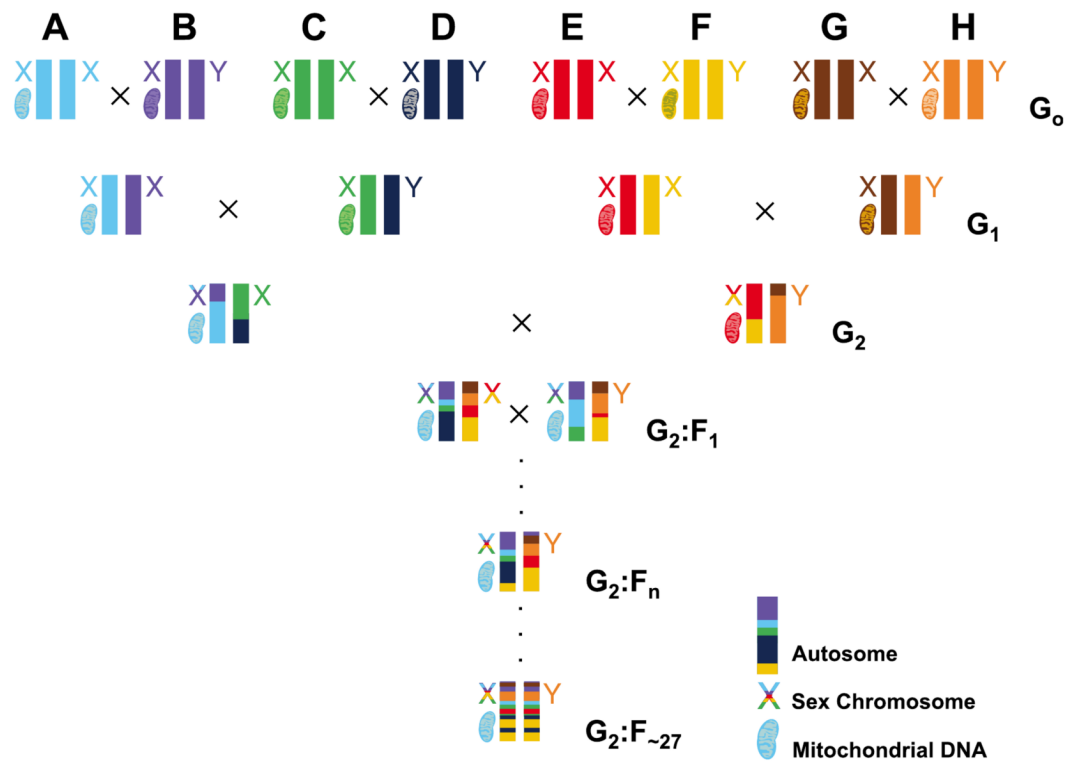 A B C D E F G H
X X X Y X X X Y X X X Y X X X Y
× × × ×
G₀
X X X Y X X X Y
× ×
G₁
X X X Y
×
G₂
X X X Y
×
G₂:F₁
X Y
G₂:Fₙ
X Y
G₂:F~27
Autosome
X Sex Chromosome
Mitochondrial DNA